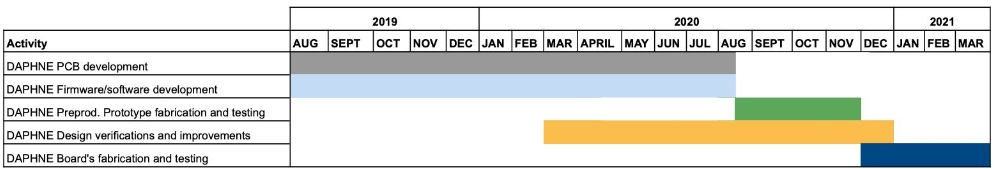 2019 2020 2021
Activity AUG SEPT OCT NOV DEC JAN FEB MAR APRIL MAY JUN JUL AUG SEPT OCT NOV DEC JAN FEB MAR
DAPHNE PCB development
DAPHNE Firmware/software development
DAPHNE Preprod. Prototype fabrication and testing
DAPHNE Design verifications and improvements
DAPHNE Board's fabrication and testing